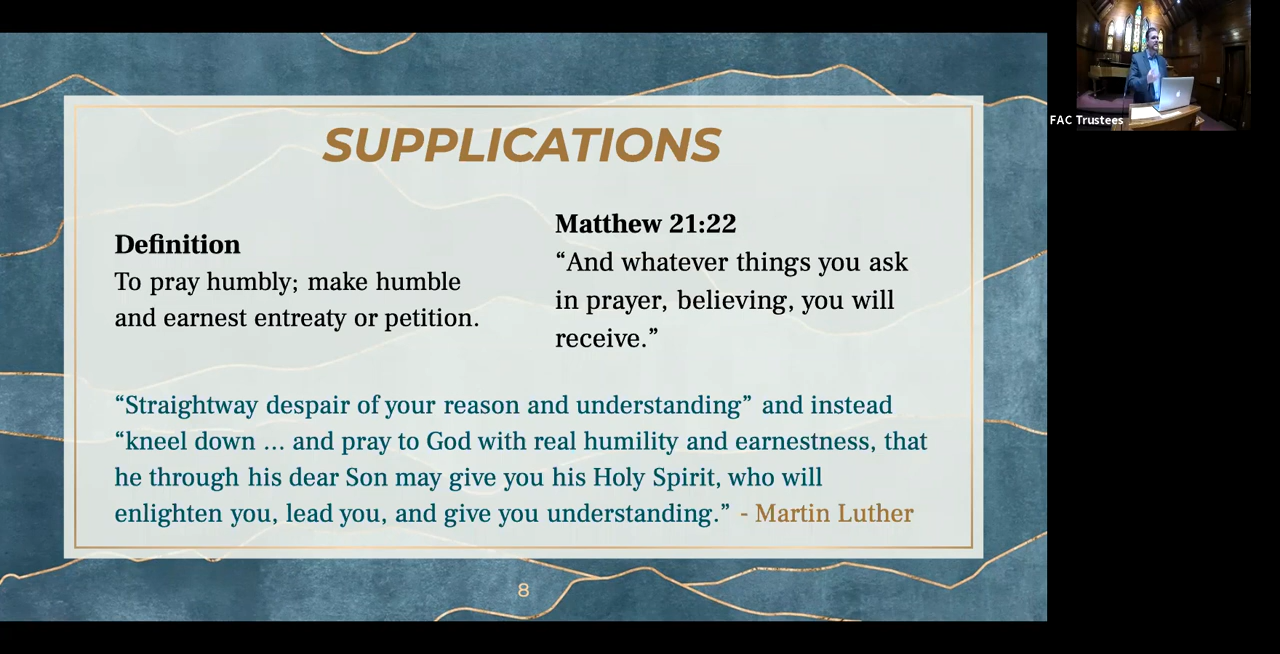 SUPPLICATIONS
Definition
To pray humbly; make humble
and earnest entreaty or petition.
Matthew 21:22
“And whatever things you ask
in prayer, believing, you will
receive.”
“Straightway despair of your reason and understanding” and instead
“kneel down ... and pray to God with real humility and earnestness, that
he through his dear Son may give you his Holy Spirit, who will
enlighten you, lead you, and give you understanding.” - Martin Luther
8
FAC Trustees